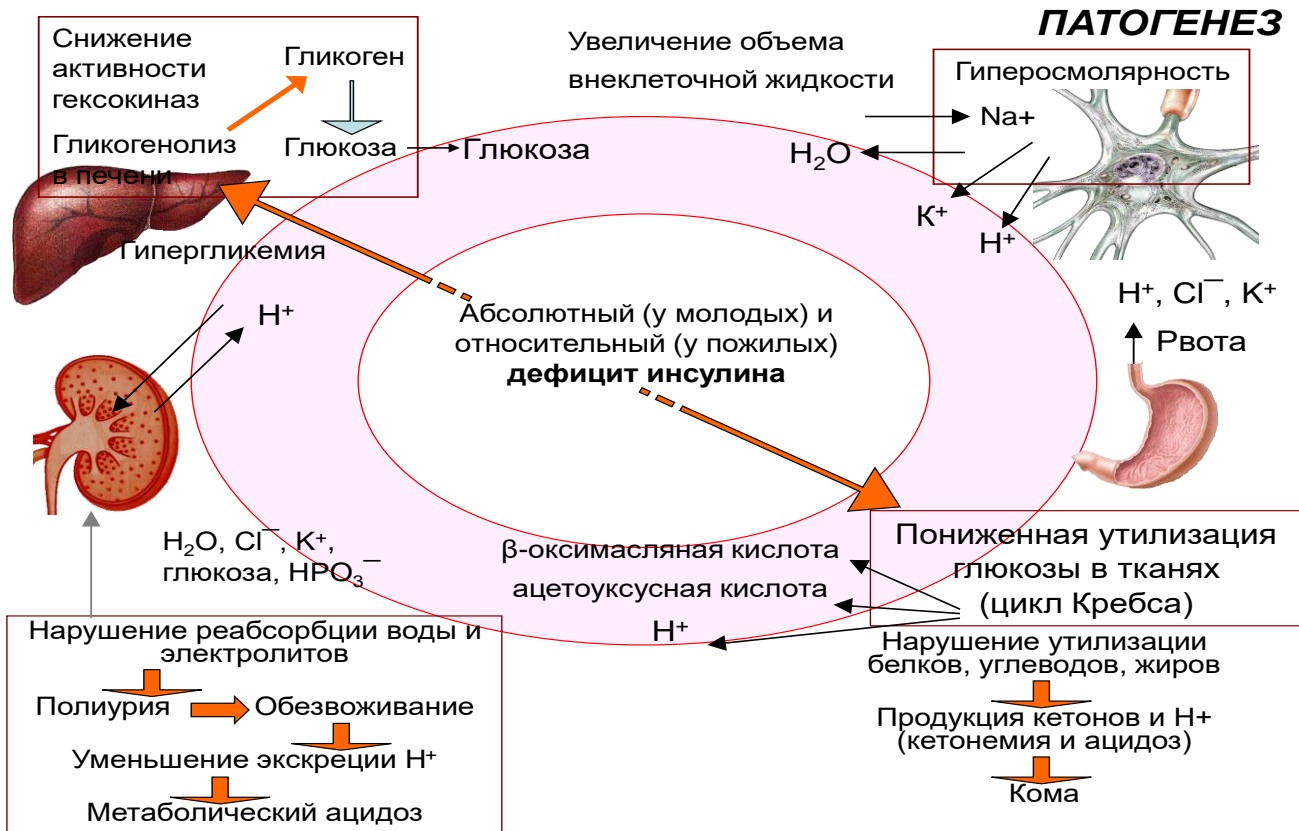 ПАТОГЕНЕЗ
Снижение
активности
гексокиназ
Гликогенолиз
в печени
Гликоген
Глюкоза
Глюкоза
Гипергликемия
Увеличение объема
внеклеточной жидкости
Гиперосмолярность
Na+
H₂O
К⁺
H⁺
H⁺, Cl¯, K⁺
Рвота
H⁺
Абсолютный (у молодых) и
относительный (у пожилых)
дефицит инсулина
H₂O, Cl¯, K⁺,
глюкоза, HPO₃¯
β-оксимасляная кислота
ацетоуксусная кислота
H⁺
Пониженная утилизация
глюкозы в тканях
(цикл Кребса)
Нарушение утилизации
белков, углеводов, жиров
Продукция кетонов и H+
(кетонемия и ацидоз)
Кома
Нарушение реабсорбции воды и
электролитов
Полиурия
Обезвоживание
Уменьшение экскреции H⁺
Метаболический ацидоз